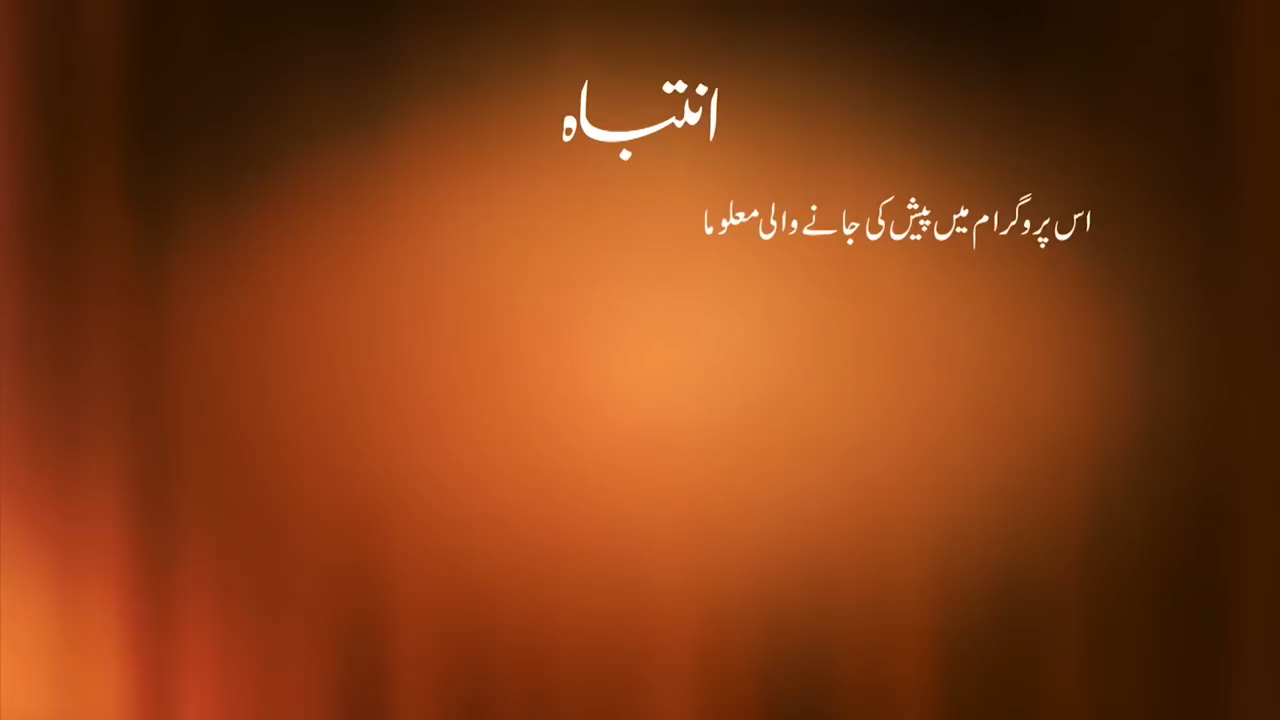 انتباہ
اس پروگرام میں پیش کی جانے والی معلوما